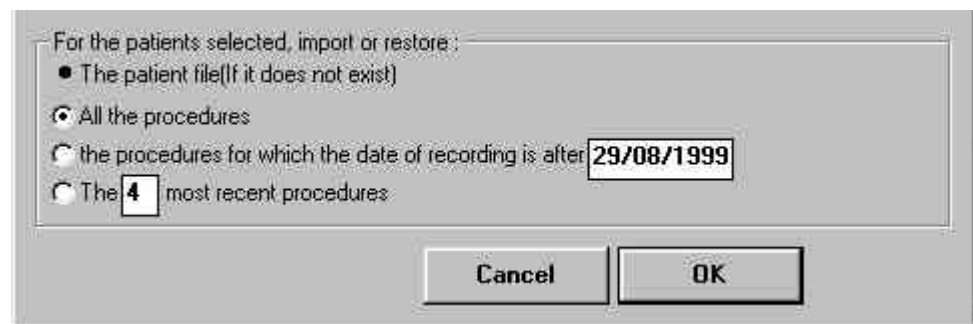 For the patients selected, import or restore :
• The patient file(If it does not exist)
All the procedures
the procedures for which the date of recording is after 29/08/1999
The 4 most recent procedures
Cancel OK